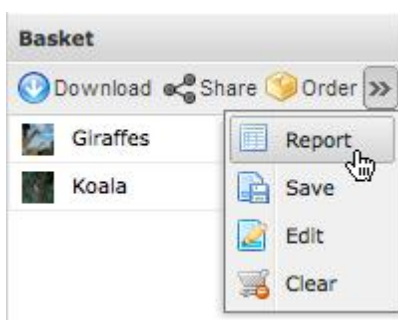 Basket
Download Share Order >>
Giraffes
Koala
Report
Save
Edit
Clear